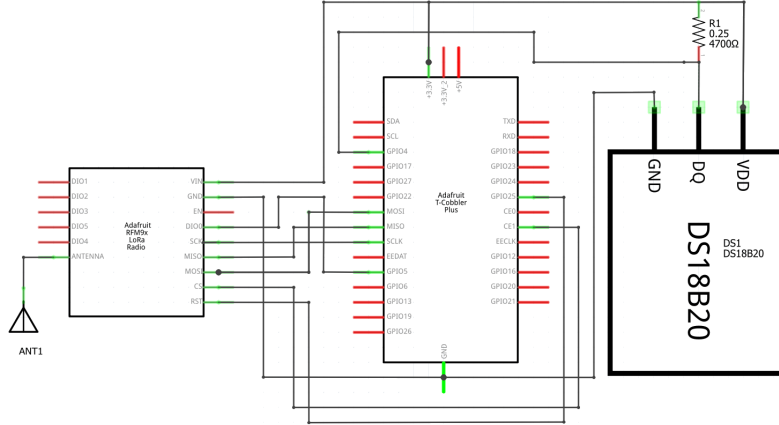 R1
0.25
4700Ω
2
1
+3.3V
+3.3V_2
+5V
SDA
SCL
GPIO4
GPIO17
GPIO27
GPIO22
MOSI
MISO
SCLK
EEDAT
GPIO5
GPIO6
GPIO13
GPIO19
GPIO26
Adafruit
T-Cobbler
Plus
TXD
RXD
GPIO18
GPIO23
GPIO24
GPIO25
CE0
CE1
EECLK
GPIO12
GPIO16
GPIO20
GPIO21
GND
DIO1
DIO2
DIO3
DIO5
DIO4
ANTENNA
Adafruit
RFM9x
LoRa
Radio
VIN
GND
EN
DIO0
SCK
MISO
MOSI
CS
RST
ANT1
GND
DQ
VDD
DS18B20
DS1
DS18B20